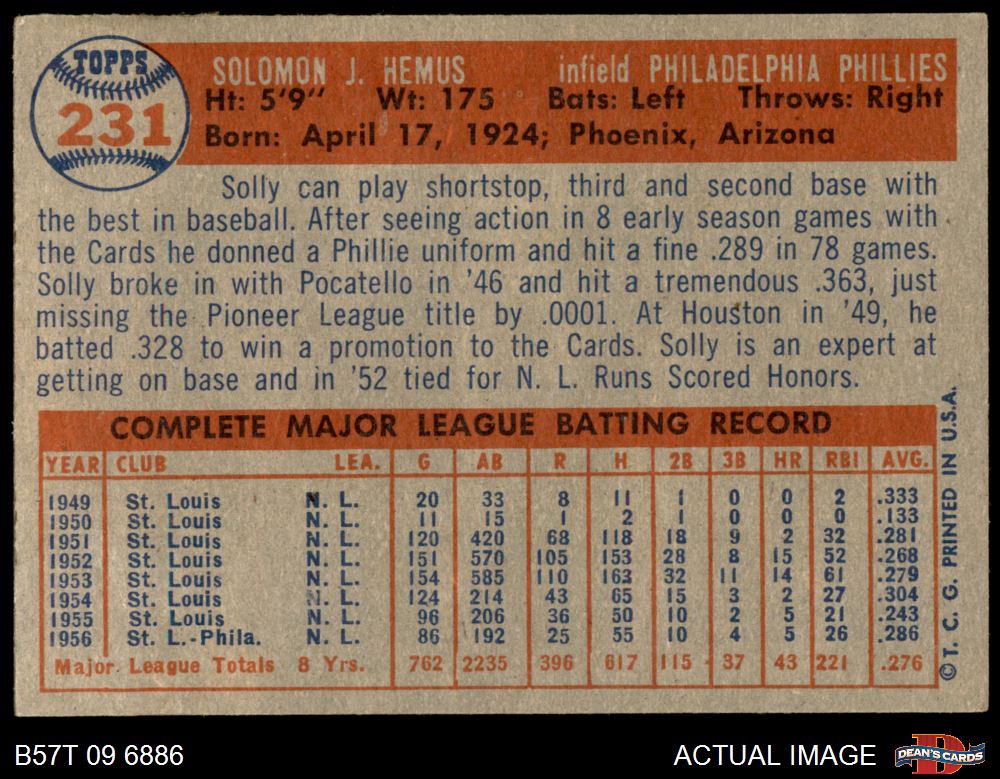 TOPPS
231
SOLOMON J. HEMUS infield PHILADELPHIA PHILLIES
Ht: 5'9" Wt: 175 Bats: Left Throws: Right
Born: April 17, 1924; Phoenix, Arizona
Solly can play shortstop, third and second base with
the best in baseball. After seeing action in 8 early season games with
the Cards he donned a Phillie uniform and hit a fine .289 in 78 games.
Solly broke in with Pocatello in '46 and hit a tremendous .363, just
missing the Pioneer League title by .0001. At Houston in '49, he
batted .328 to win a promotion to the Cards. Solly is an expert at
getting on base and in '52 tied for N. L. Runs Scored Honors.
COMPLETE MAJOR LEAGUE BATTING RECORD
YEAR CLUB LEA. G AB R H 2B 3B HR RBI AVG.
1949 St. Louis N. L. 20 33 8 11 1 0 0 2 .333
1950 St. Louis N. L. 11 15 1 2 1 0 0 0 .133
1951 St. Louis N. L. 120 420 68 118 18 9 2 32 .281
1952 St. Louis N. L. 151 570 105 153 28 8 15 52 .268
1953 St. Louis N. L. 154 585 110 163 32 11 14 61 .279
1954 St. Louis N. L. 124 214 43 65 15 3 2 27 .304
1955 St. Louis N. L. 96 206 36 50 10 2 5 21 .243
1956 St. L.-Phila. N. L. 86 192 25 55 10 4 5 26 .286
Major League Totals 8 Yrs. 762 2235 396 617 115 37 43 221 .276
© T. C. G. PRINTED IN U.S.A.
B57T 09 6886 ACTUAL IMAGE
DEAN'S CARDS